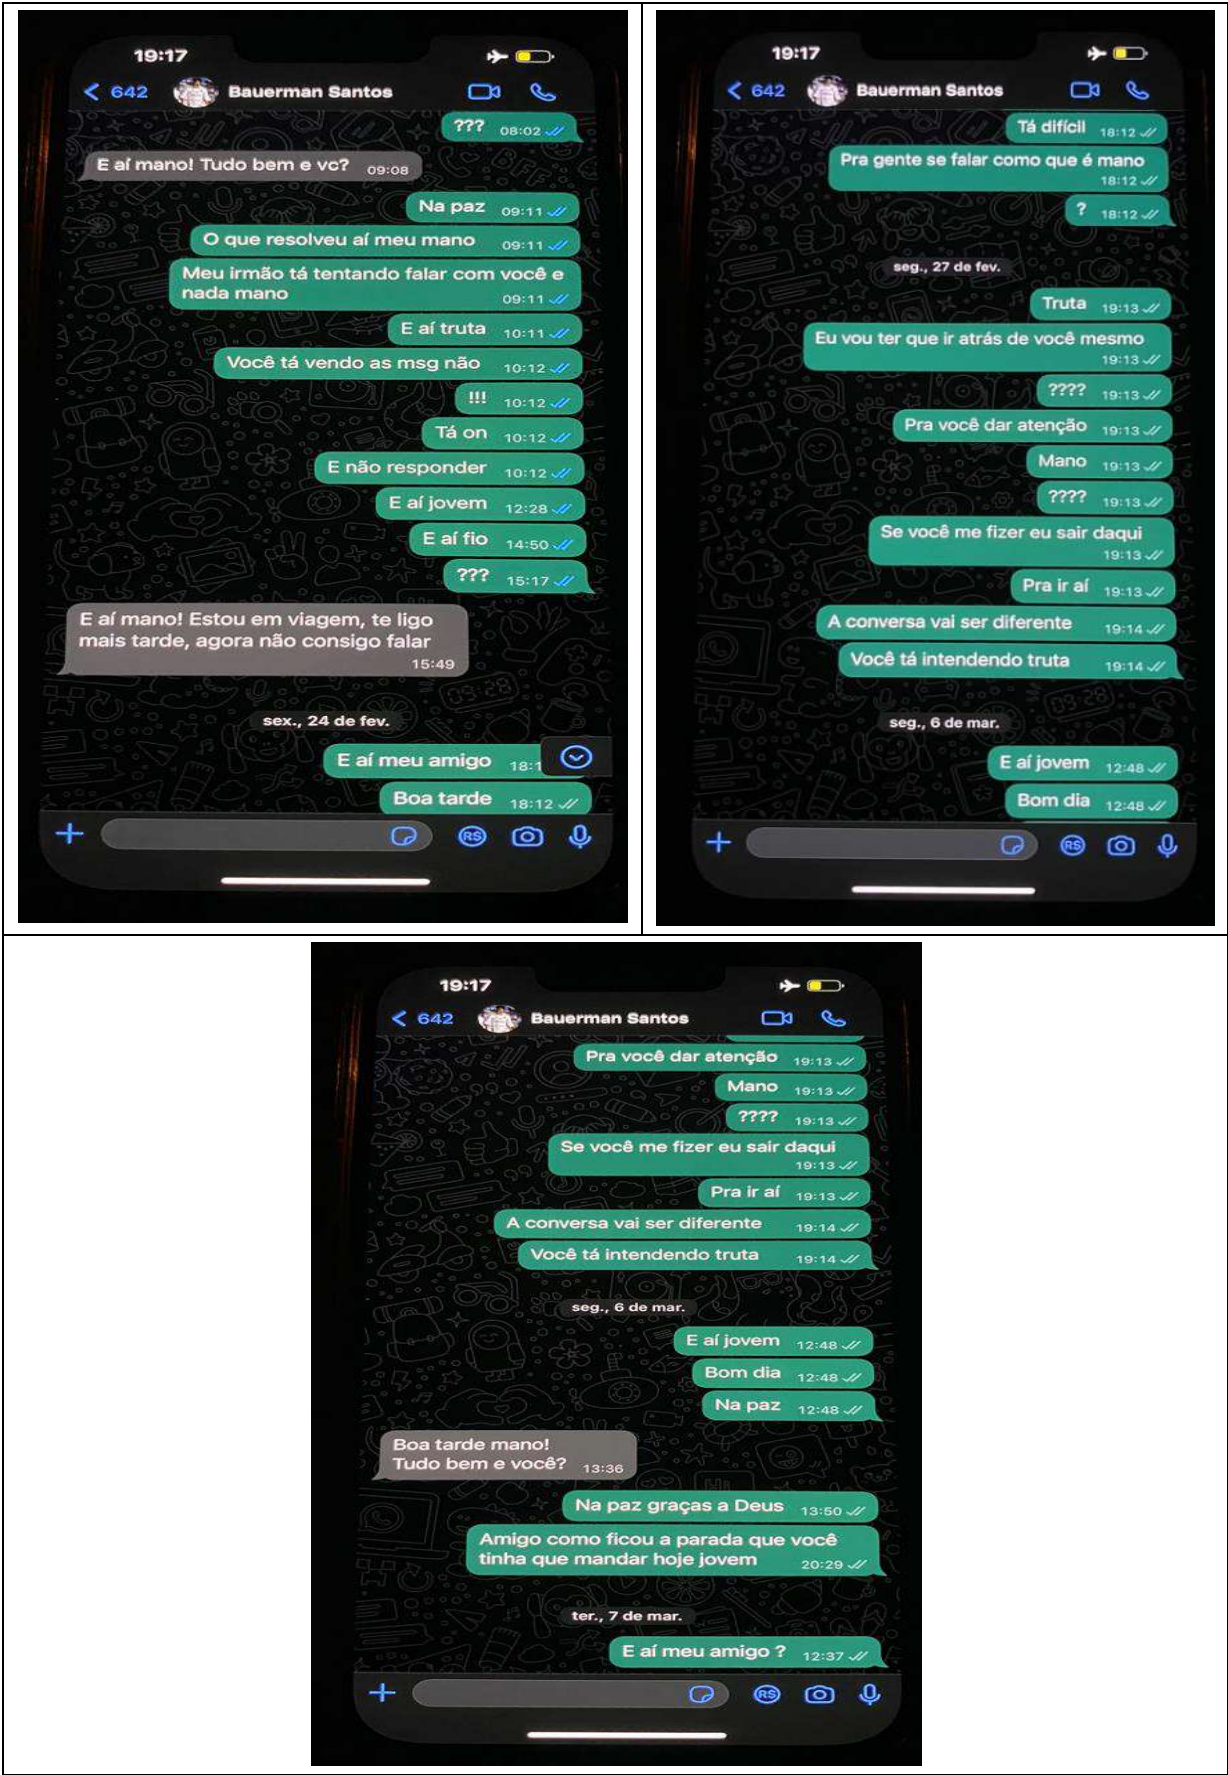 19:17
642 Bauerman Santos
??? 08:02
E aí mano! Tudo bem e vc? 09:08
Na paz 09:11
O que resolveu aí meu mano 09:11
Meu irmão tá tentando falar com você e
nada mano 09:11
E aí truta 10:11
Você tá vendo as msg não 10:12
!!! 10:12
Tá on 10:12
E não responder 10:12
E aí jovem 12:28
E aí fio 14:50
??? 15:17
E aí mano! Estou em viagem, te ligo
mais tarde, agora não consigo falar
15:49
sex., 24 de fev.
E aí meu amigo 18:1
Boa tarde 18:12
RS
19:17
642 Bauerman Santos
Tá difícil 18:12
Pra gente se falar como que é mano
18:12
? 18:12
seg., 27 de fev.
Truta 19:13
Eu vou ter que ir atrás de você mesmo
19:13
???? 19:13
Pra você dar atenção 19:13
Mano 19:13
???? 19:13
Se você me fizer eu sair daqui
19:13
Pra ir aí 19:13
A conversa vai ser diferente 19:14
Você tá intendendo truta 19:14
seg., 6 de mar.
E aí jovem 12:48
Bom dia 12:48
RS
19:17
642 Bauerman Santos
Pra você dar atenção 19:13
Mano 19:13
???? 19:13
Se você me fizer eu sair daqui
19:13
Pra ir aí 19:13
A conversa vai ser diferente 19:14
Você tá intendendo truta 19:14
seg., 6 de mar.
E aí jovem 12:48
Bom dia 12:48
Na paz 12:48
Boa tarde mano!
Tudo bem e você? 13:36
Na paz graças a Deus 13:50
Amigo como ficou a parada que você
tinha que mandar hoje jovem 20:29
ter., 7 de mar.
E aí meu amigo ? 12:37
RS